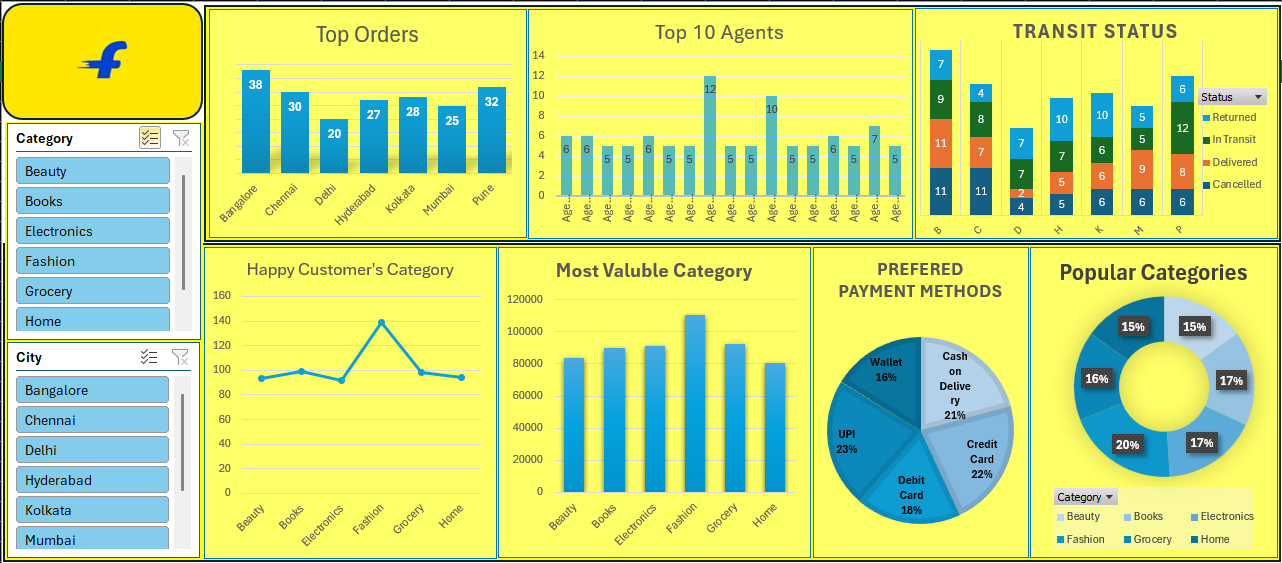 f
Category
Beauty
Books
Electronics
Fashion
Grocery
Home
City
Bangalore
Chennai
Delhi
Hyderabad
Kolkata
Mumbai
Top Orders
38
30
20
27
28
25
32
Bangalore
Chennai
Delhi
Hyderabad
Kolkata
Mumbai
Pune
Top 10 Agents
14
12
10
8
6
4
2
0
6 6 5 5 6 5 5 12 5 5 10 5 5 6 5 7 5
Age... Age... Age... Age... Age... Age... Age... Age... Age... Age... Age... Age... Age... Age... Age... Age... Age...
TRANSIT STATUS
7 4 7 10 10 5 6
9 8 7 7 6 5 12
11 7 2 5 6 9 8
11 11 4 5 6 6 6
B C D H K M P
Status
Returned
In Transit
Delivered
Cancelled
Happy Customer's Category
160
140
120
100
80
60
40
20
0
Beauty
Books
Electronics
Fashion
Grocery
Home
Most Valuble Category
120000
100000
80000
60000
40000
20000
0
Beauty
Books
Electronics
Fashion
Grocery
Home
PREFERED
PAYMENT METHODS
Cash
on
Delive
ry
21%
Credit
Card
22%
Debit
Card
18%
UPI
23%
Wallet
16%
Popular Categories
15%
17%
17%
20%
16%
15%
Category
Beauty Books Electronics
Fashion Grocery Home